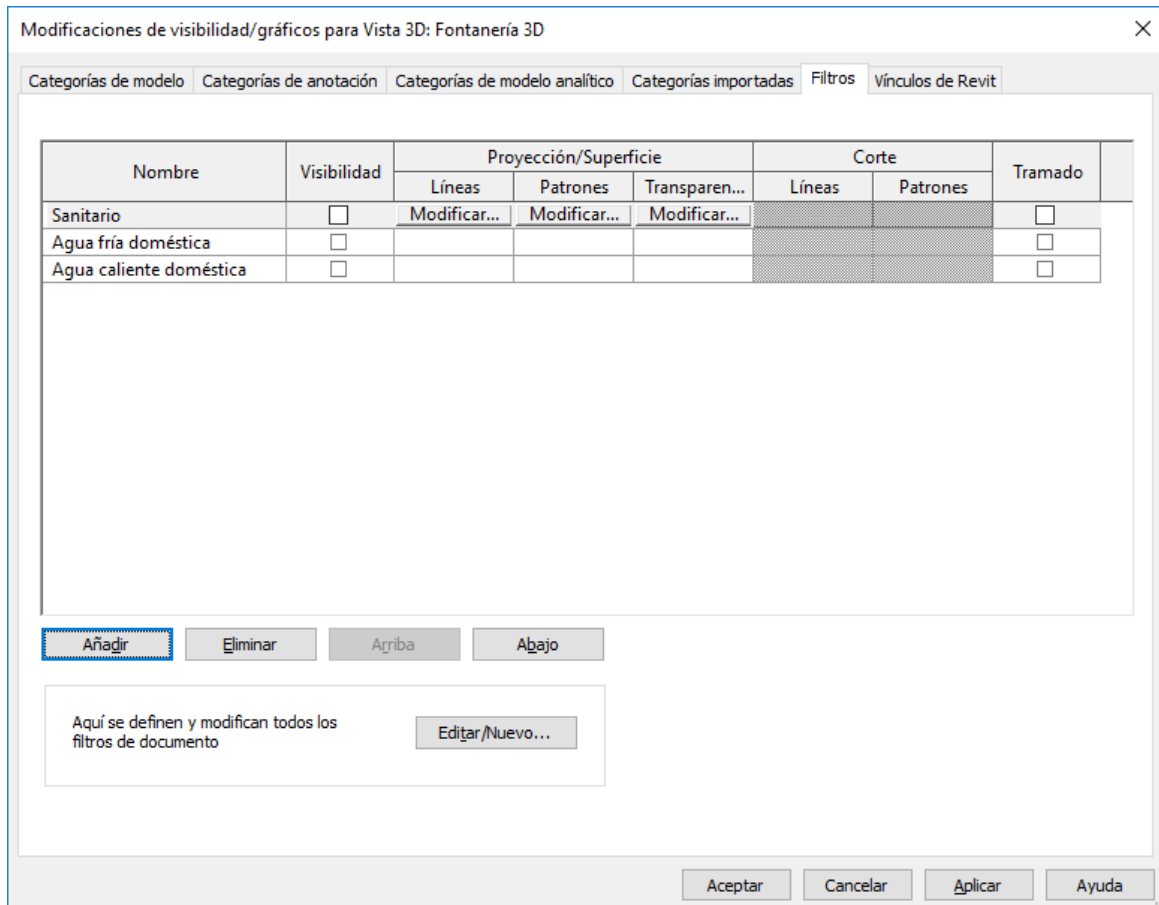 Modificaciones de visibilidad/gráficos para Vista 3D: Fontanería 3D
Categorías de modelo Categorías de anotación Categorías de modelo analítico Categorías importadas Filtros Vínculos de Revit
Nombre Visibilidad Proyección/Superficie Corte Tramado
Líneas Patrones Transparen... Líneas Patrones
Sanitario Modificar... Modificar... Modificar...
Agua fría doméstica
Agua caliente doméstica
Añadir Eliminar Arriba Abajo
Aquí se definen y modifican todos los
filtros de documento
Editar/Nuevo...
Aceptar Cancelar Aplicar Ayuda